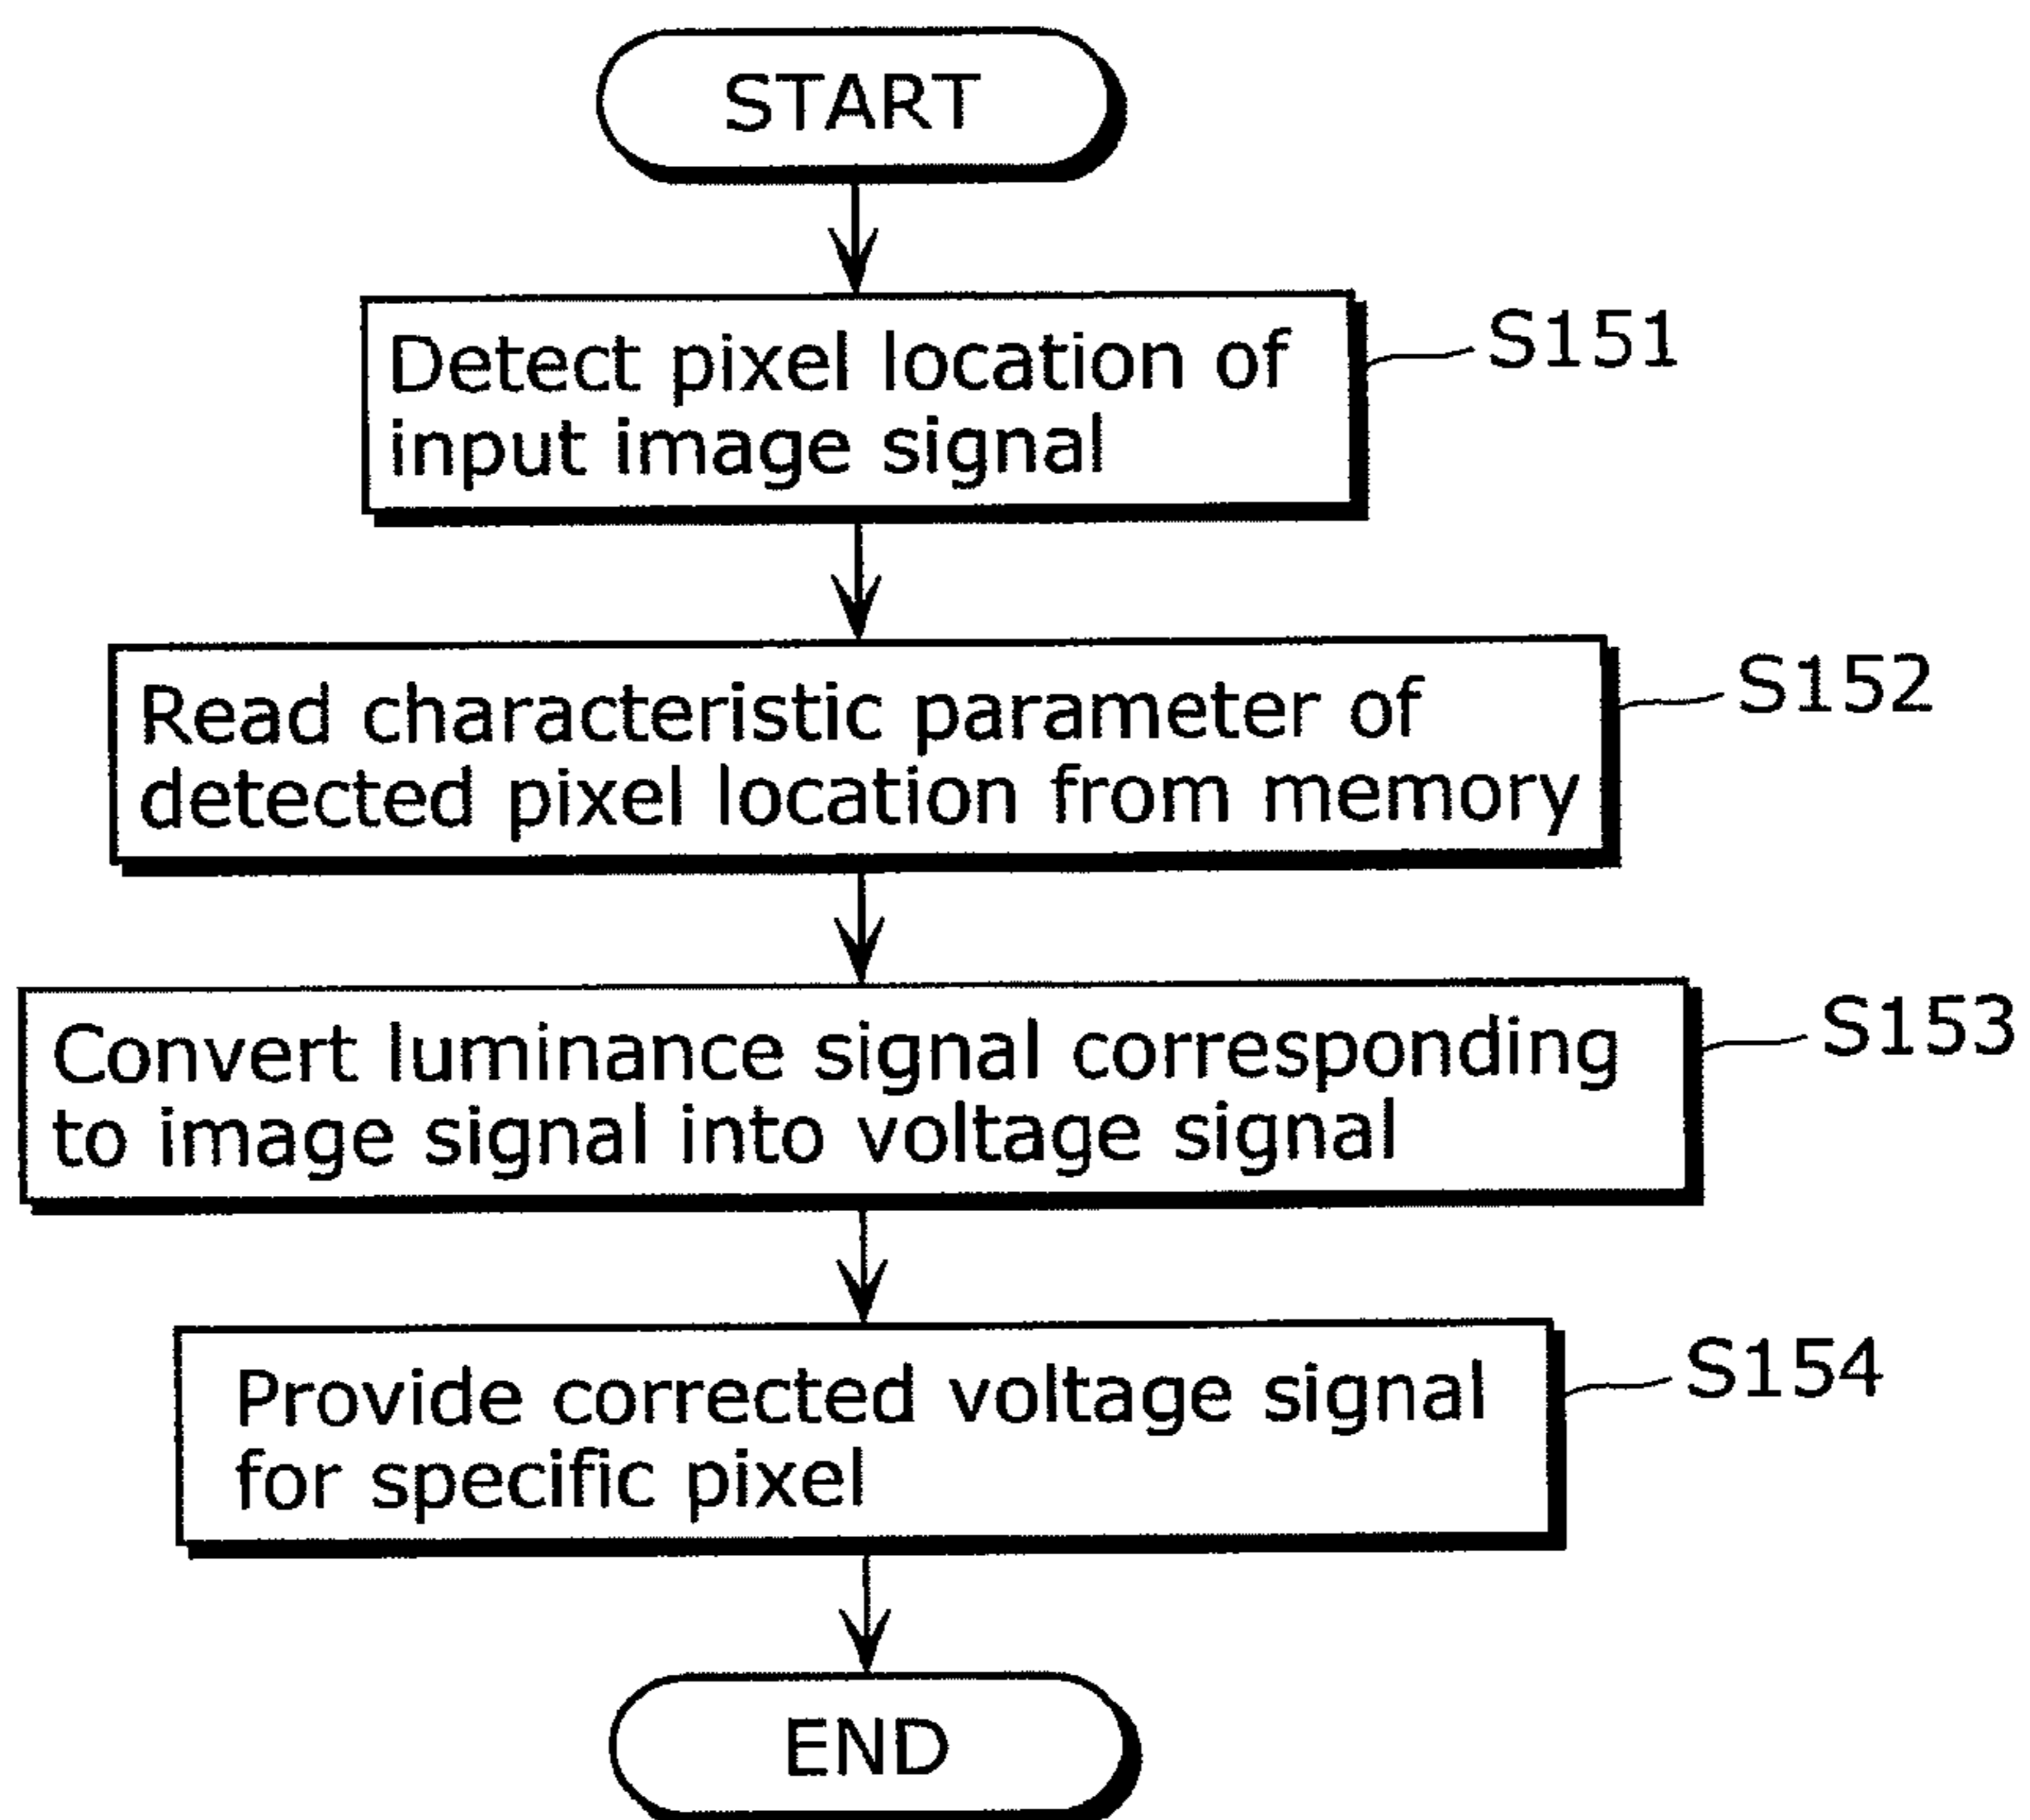 START
Detect pixel location of
input image signal
S151
Read characteristic parameter of
detected pixel location from memory
S152
Convert luminance signal corresponding
to image signal into voltage signal
S153
Provide corrected voltage signal
for specific pixel
S154
END